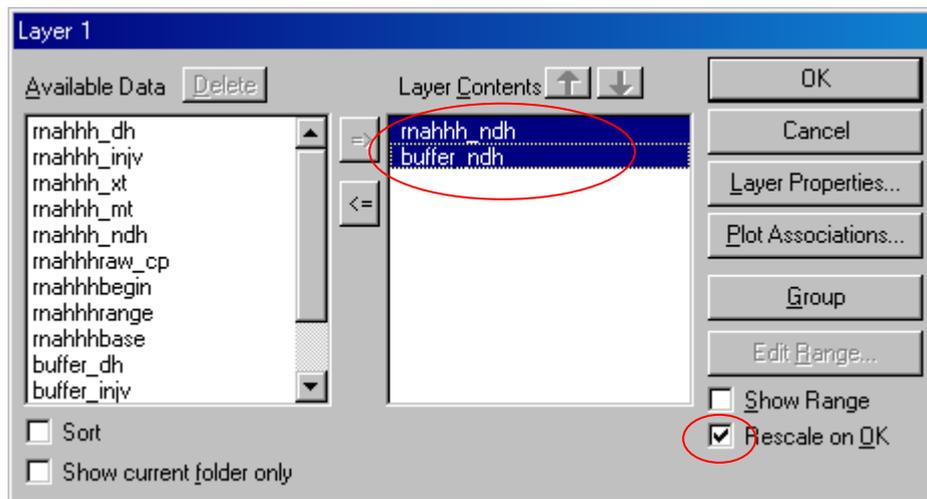 Layer 1
Available Data
Delete
Layer Contents
OK
rnahhh_dh
rnahhh_injv
rnahhh_xt
rnahhh_mt
rnahhh_ndh
rnahhhraw_cp
rnahhhbegin
rnahhhrange
rnahhhbase
buffer_dh
buffer_injv
=>
<=
rnahhh_ndh
buffer_ndh
Cancel
Layer Properties...
Plot Associations...
Group
Edit Range...
Show Range
Rescale on OK
Sort
Show current folder only